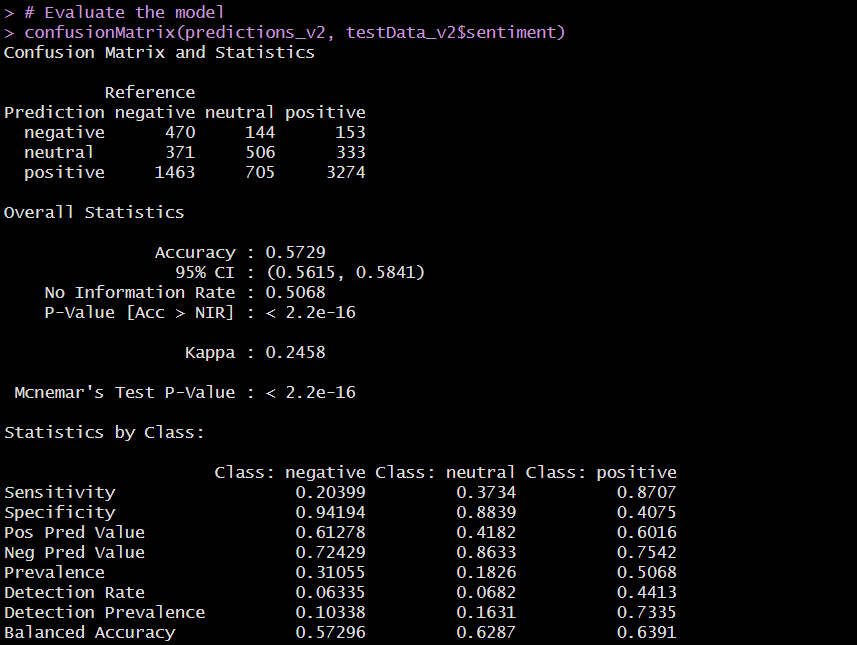 > # Evaluate the model
> confusionMatrix(predictions_v2, testData_v2$sentiment)
Confusion Matrix and Statistics
Reference
Prediction negative neutral positive
negative 470 144 153
neutral 371 506 333
positive 1463 705 3274
Overall Statistics
Accuracy : 0.5729
95% CI : (0.5615, 0.5841)
No Information Rate : 0.5068
P-Value [Acc > NIR] : < 2.2e-16
Kappa : 0.2458
Mcnemar's Test P-Value : < 2.2e-16
Statistics by Class:
Class: negative Class: neutral Class: positive
Sensitivity 0.20399 0.3734 0.8707
Specificity 0.94194 0.8839 0.4075
Pos Pred Value 0.61278 0.4182 0.6016
Neg Pred Value 0.72429 0.8633 0.7542
Prevalence 0.31055 0.1826 0.5068
Detection Rate 0.06335 0.0682 0.4413
Detection Prevalence 0.10338 0.1631 0.7335
Balanced Accuracy 0.57296 0.6287 0.6391